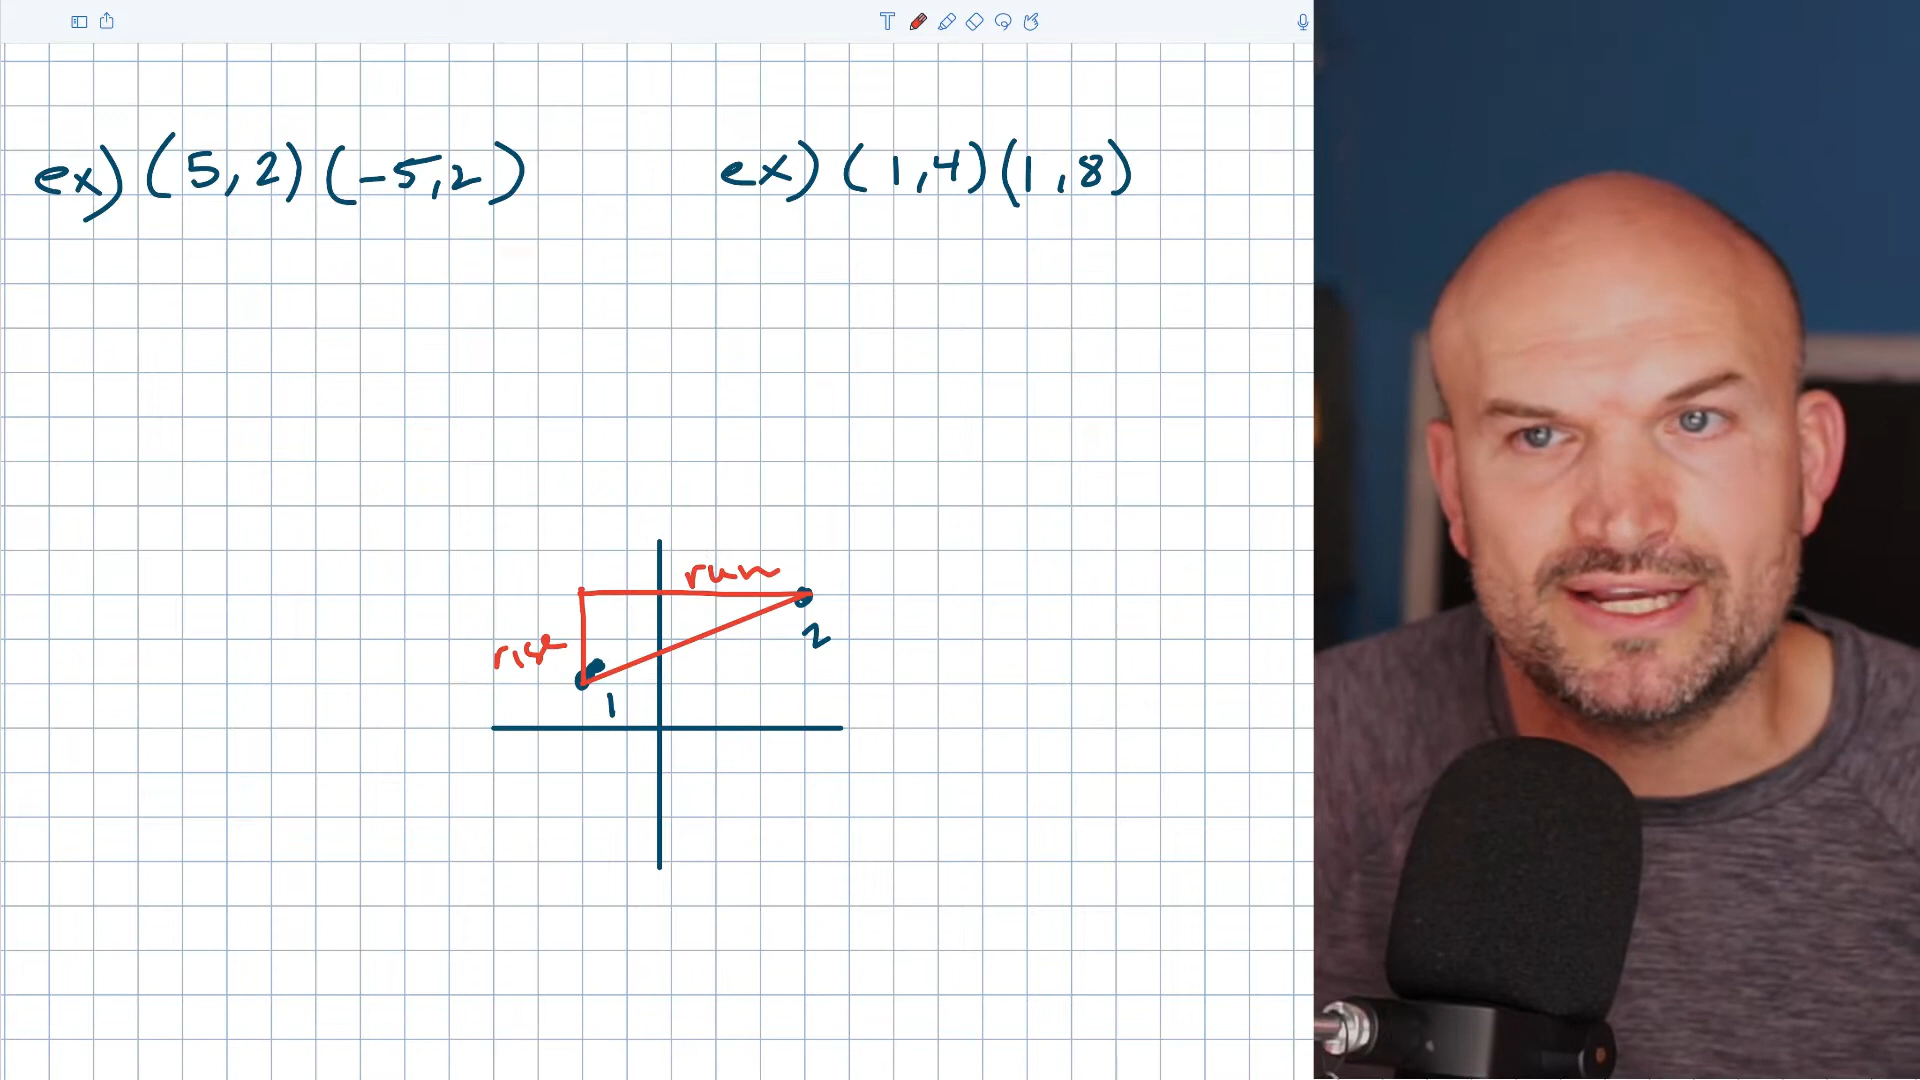 ex) (5,2) (-5,2)
ex) (1,4) (1,8)
run
rise
2
1